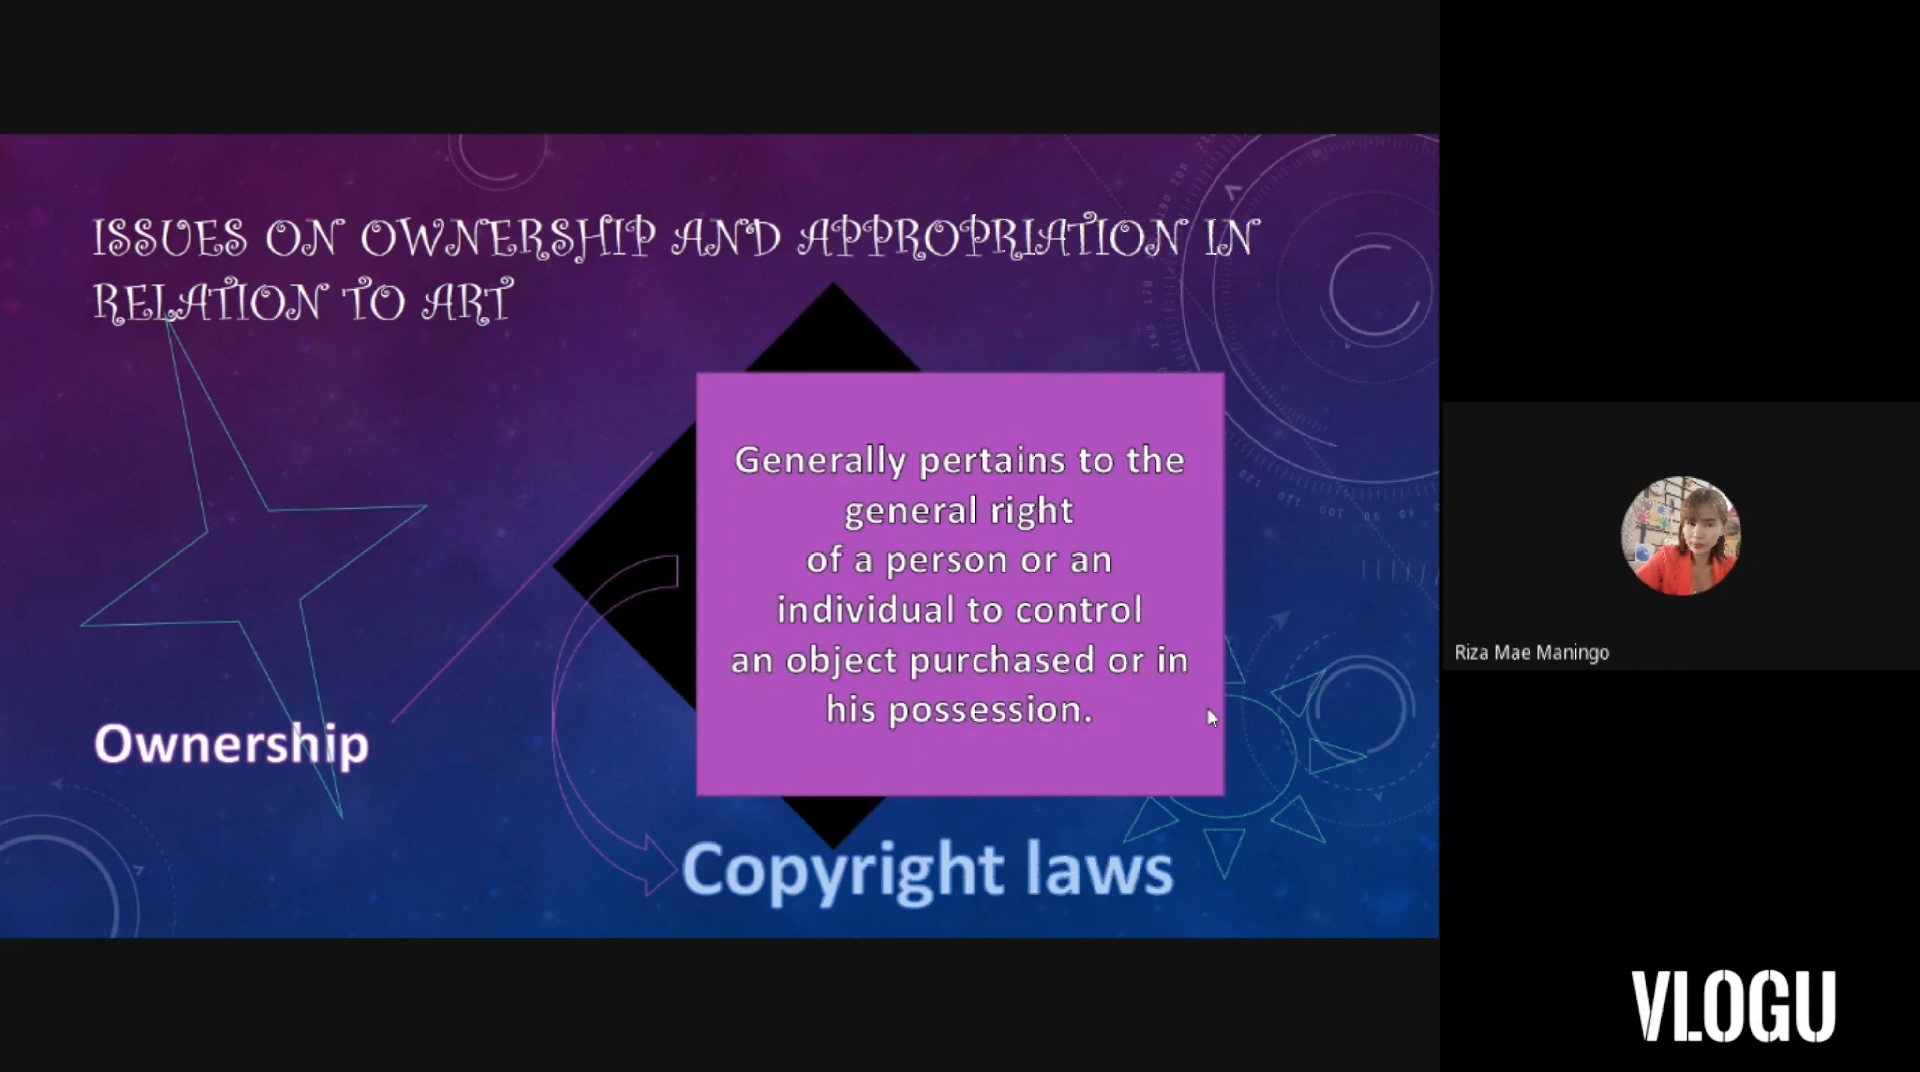 ISSUES ON OWNERSHIP AND APPROPRIATION IN
RELATION TO ART
Generally pertains to the
general right
of a person or an
individual to control
an object purchased or in
his possession.
Ownership
Copyright laws
Riza Mae Maningo
VLOGU